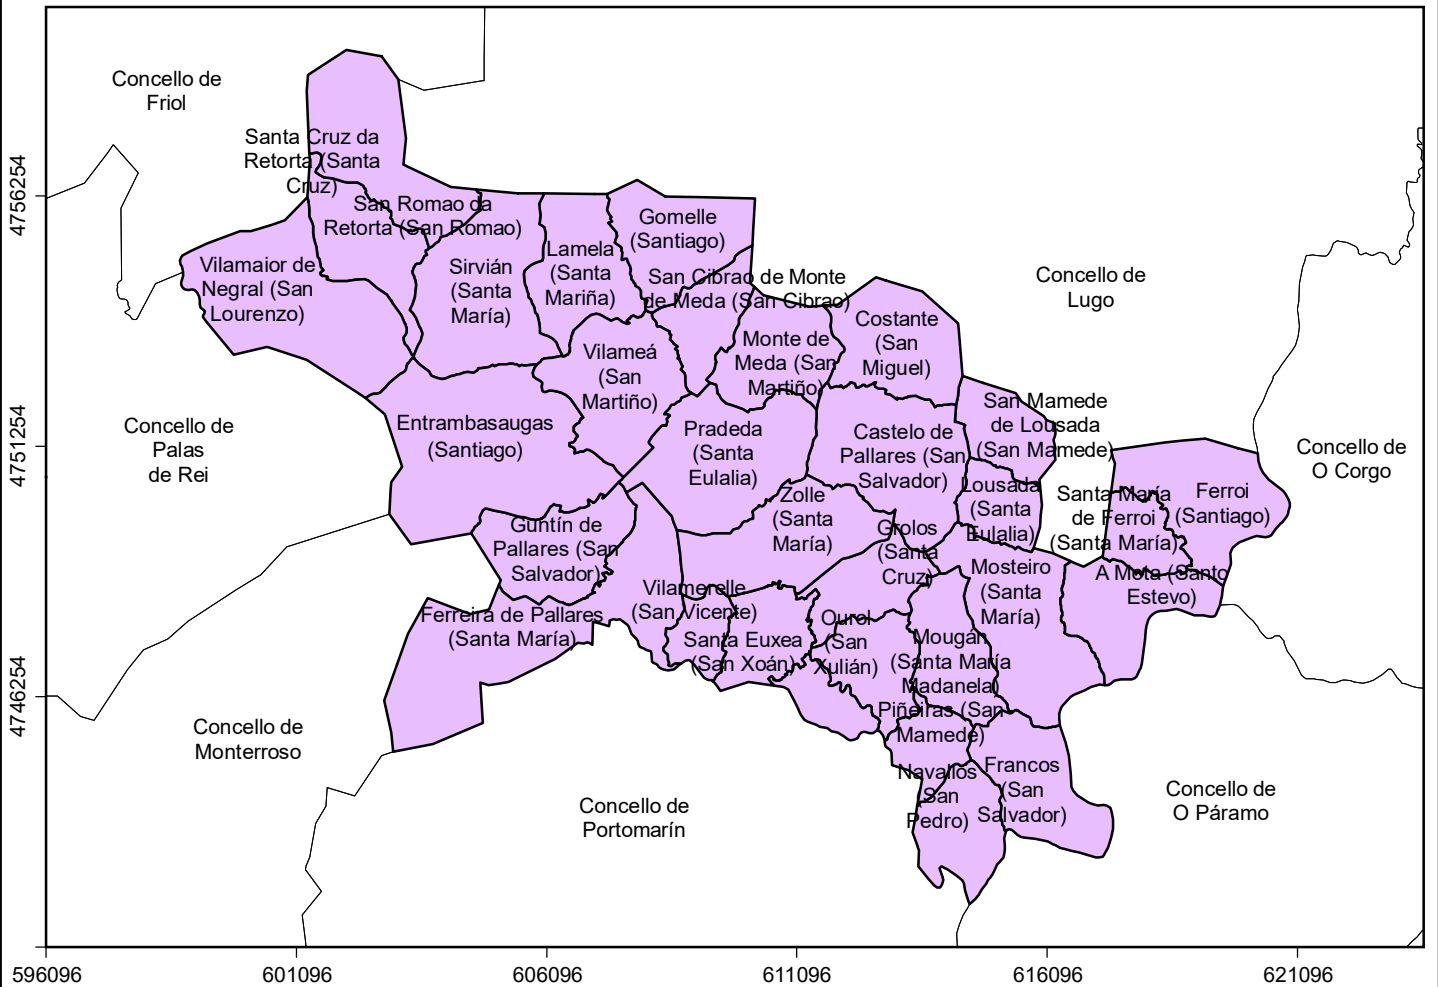 Concello de
Friol
Santa Cruz da
Retorta (Santa
Cruz)
San Romao da
Retorta (San Romao)
Gomelle
(Santiago)
Vilamaior de
Negral (San
Lourenzo)
Sirvián
(Santa
María)
Lamela
(Santa
Mariña)
San Cibrao de Monte
de Meda (San Cibrao)
Concello de
Lugo
Costante
(San
Miguel)
Monte de
Meda (San
Martiño)
Vilameá
(San
Martiño)
Entrambasaugas
(Santiago)
Pradeda
(Santa
Eulalia)
Castelo de
Pallares (San
Salvador)
San Mamede
de Lousada
(San Mamede)
Concello de
Palas
de Rei
Concello de
O Corgo
Zolle
(Santa
María)
Lousada
(Santa
Eulalia)
Santa María
de Ferroi
(Santa María)
Ferroi
(Santiago)
Guntín de
Pallares (San
Salvador)
Grolos
(Santa
Cruz)
Mosteiro
(Santa
María)
A Mota (Santo
Estevo)
Vilamerelle
(San Vicente)
Ferreira de Pallares
(Santa María)
Santa Euxea
(San Xoán)
Ourol
(San
Xulián)
Mougán
(Santa María
Madanela)
Piñeiras (San
Mamede)
Concello de
Monterroso
Navallos
(San
Pedro)
Francos
(San
Salvador)
Concello de
Portomarín
Concello de
O Páramo
4756254
4751254
4746254
596096
601096
606096
611096
616096
621096